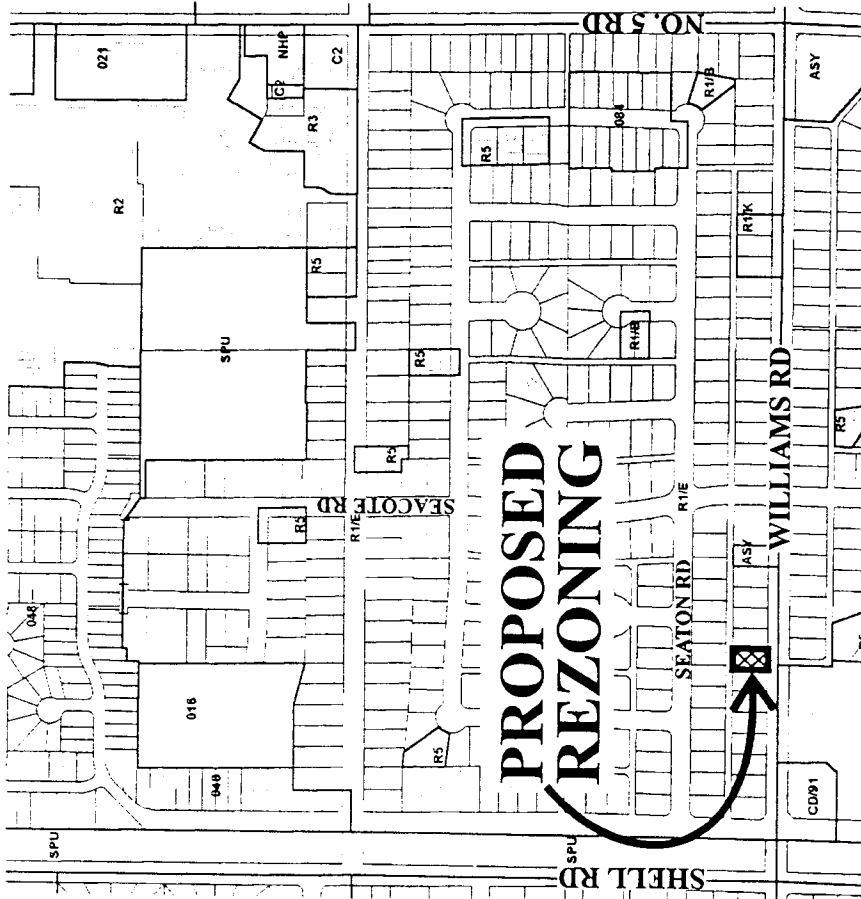 NO. 5 RD
021
NHP
C2
C2
R3
R2
R5
SPU
R5
R5
SEACOTE RD
R1/E
R5
048
016
048
R5
SPU
R5
084
R1/B
ASY
R1/K
R1/B
PROPOSED
REZONING
R1/E
SEATON RD
WILLIAMS RD
ASY
R5
SPU
SHELL RD
CD/91